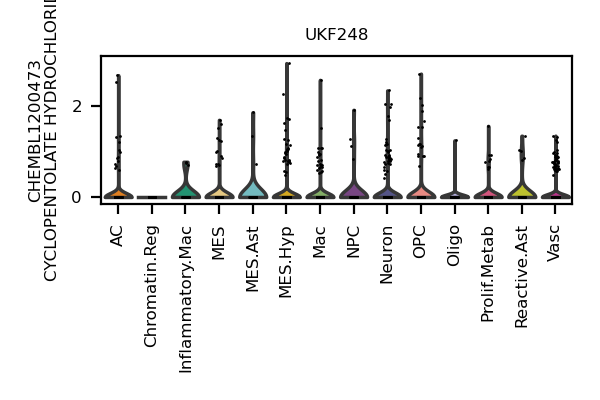 UKF248
CHEMBL1200473
CYCLOPENTOLATE HYDROCHLORIDE
2
0
AC
Chromatin.Reg
Inflammatory.Mac
MES
MES.Ast
MES.Hyp
Mac
NPC
Neuron
OPC
Oligo
Prolif.Metab
Reactive.Ast
Vasc